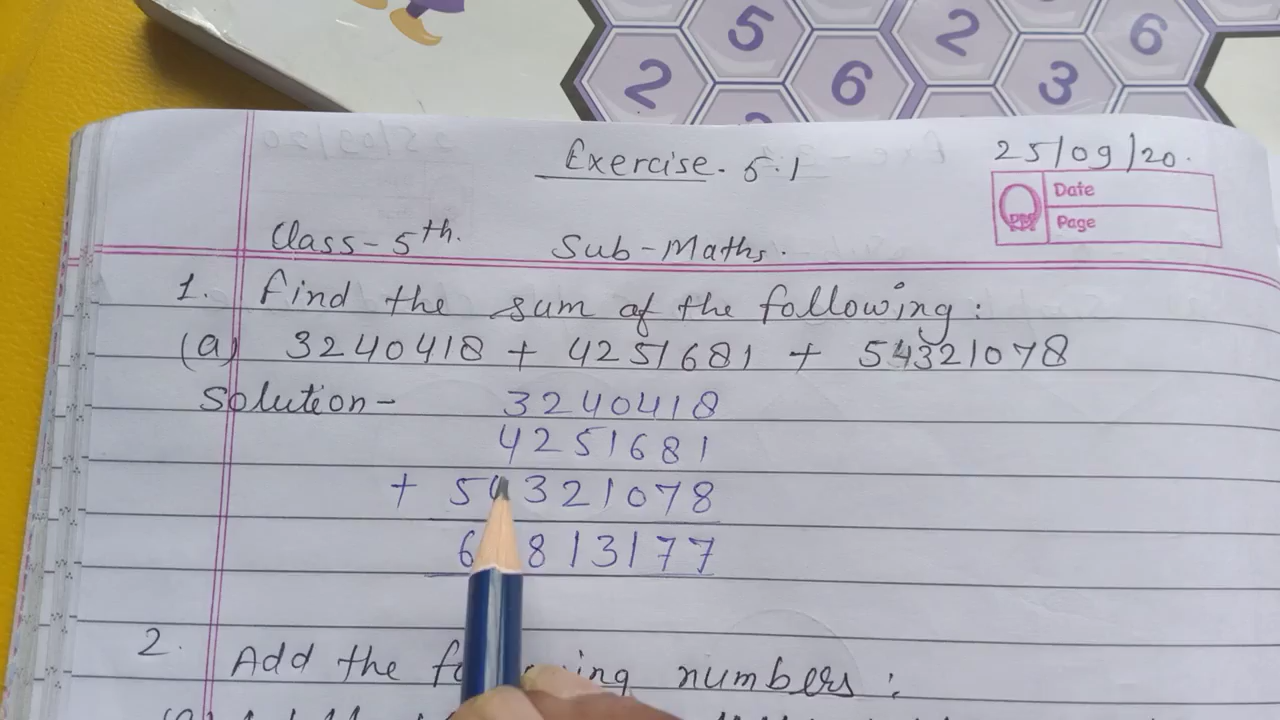 5 2 6
2 6 3
Exercise. 5.1
25/09/20.
Date
Page
Class-5th. Sub-Maths.
1. Find the sum of the following:
(a) 3240418 + 4251681 + 54321078
Solution- 3240418
4251681
+ 54321078
6 813177
2. Add the numbers: